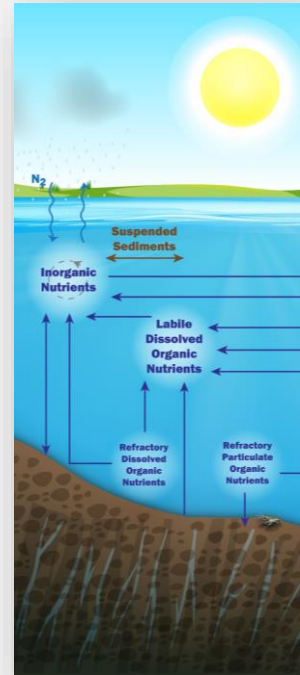 N2
Suspended
Sediments
Inorganic
Nutrients
Labile
Dissolved
Organic
Nutrients
Refractory
Dissolved
Organic
Nutrients
Refractory
Particulate
Organic
Nutrients